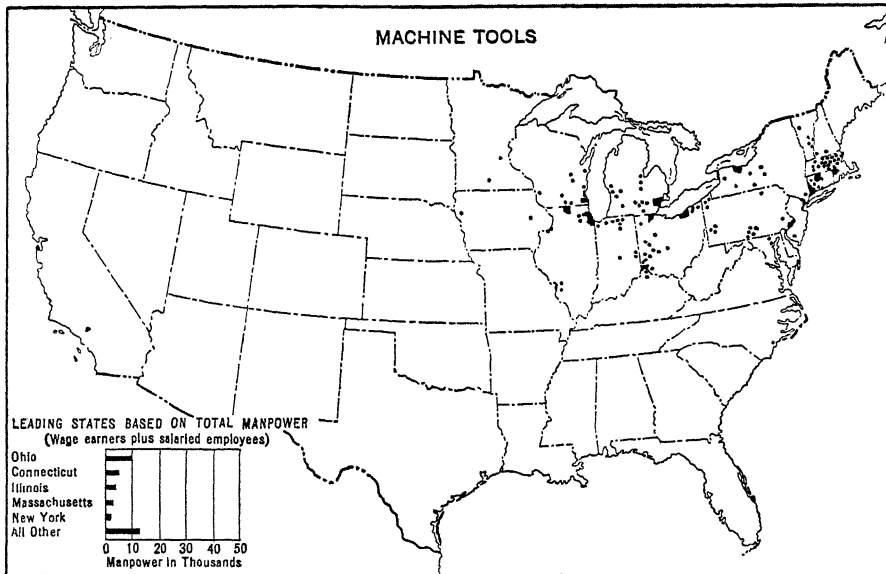 MACHINE TOOLS
LEADING STATES BASED ON TOTAL MANPOWER
(Wage earners plus salaried employees)
Ohio
Connecticut
Illinois
Massachusetts
New York
All Other
0 10 20 30 40 50
Manpower in Thousands